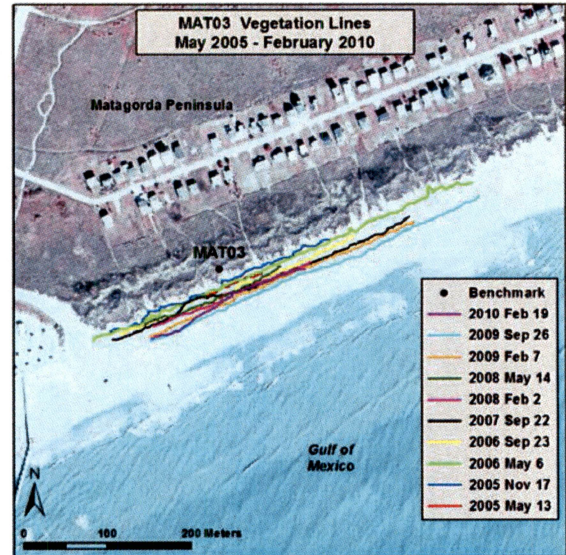 MAT03 Vegetation Lines
May 2005 - February 2010
Matagorda Peninsula
MAT03
Benchmark
2010 Feb 19
2009 Sep 26
2009 Feb 7
2008 May 14
2008 Feb 2
2007 Sep 22
2006 Sep 23
2006 May 6
2005 Nov 17
2005 May 13
Gulf of
Mexico
N
0 100 200 Meters